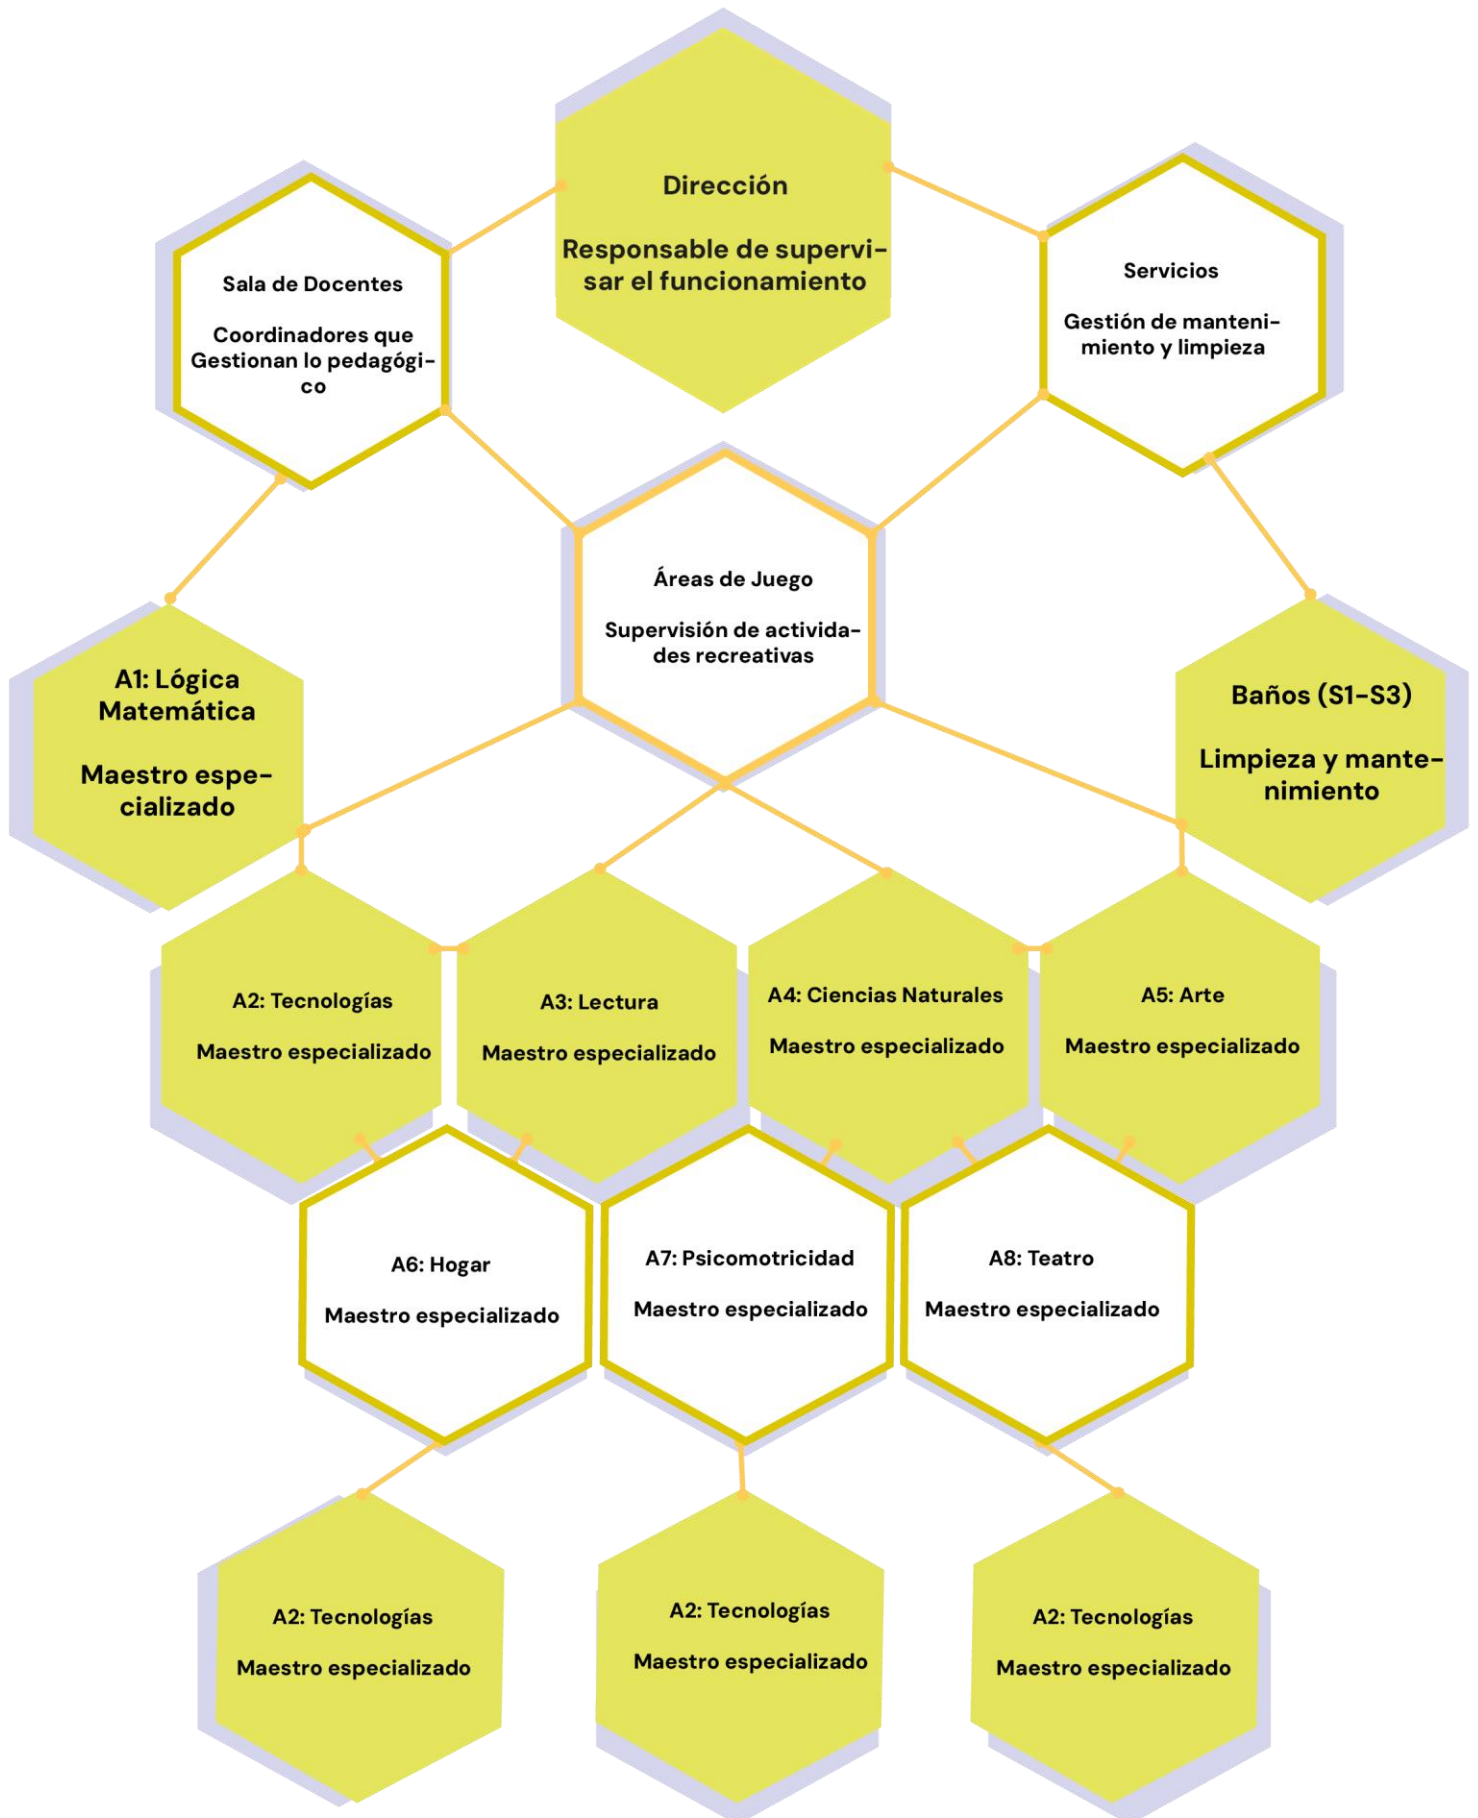 Dirección
Responsable de supervi-
sar el funcionamiento
Sala de Docentes
Coordinadores que
Gestionan lo pedagógi-
co
Servicios
Gestión de manteni-
miento y limpieza
Áreas de Juego
Supervisión de activida-
des recreativas
A1: Lógica
Matemática
Maestro espe-
cializado
Baños (S1-S3)
Limpieza y mante-
nimiento
A2: Tecnologías
Maestro especializado
A3: Lectura
Maestro especializado
A4: Ciencias Naturales
Maestro especializado
A5: Arte
Maestro especializado
A6: Hogar
Maestro especializado
A7: Psicomotricidad
Maestro especializado
A8: Teatro
Maestro especializado
A2: Tecnologías
Maestro especializado
A2: Tecnologías
Maestro especializado
A2: Tecnologías
Maestro especializado